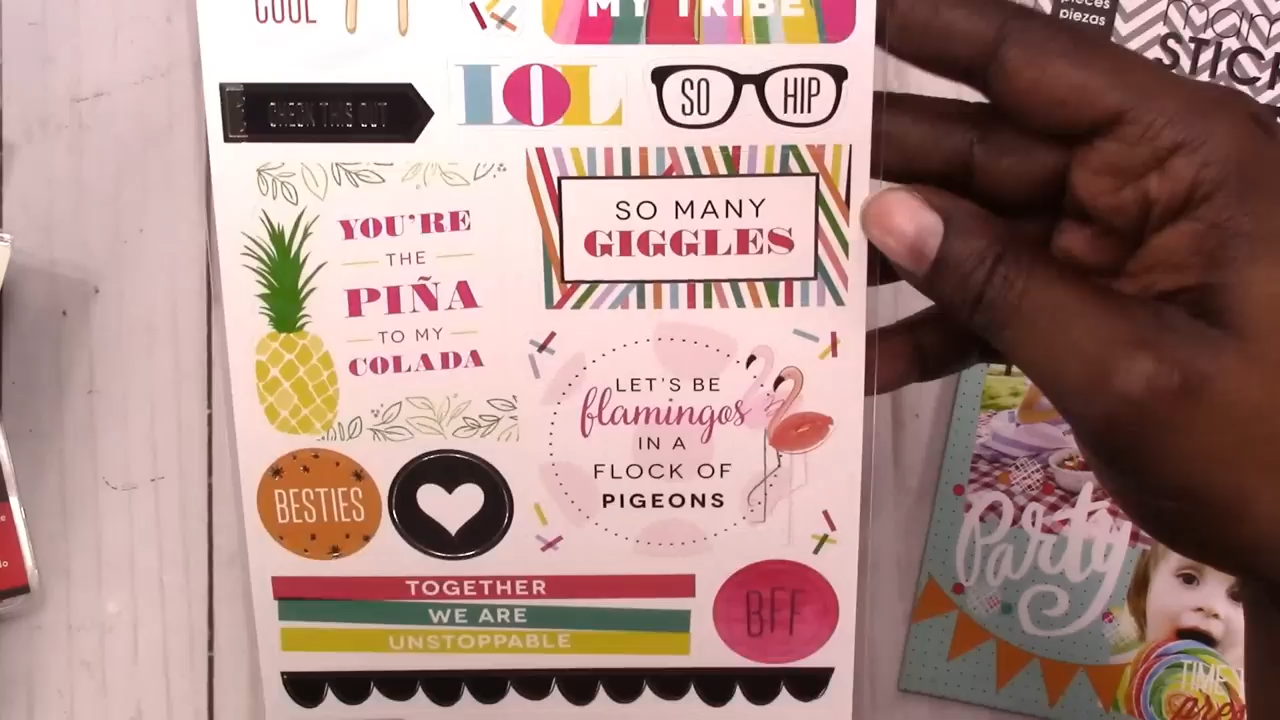 COOL
MY TRIBE
LOL
SO HIP
CHECK THIS OUT
YOU'RE
THE
PIÑA
TO MY
COLADA
SO MANY
GIGGLES
LET'S BE
flamingos
IN A
FLOCK OF
PIGEONS
BESTIES
TOGETHER
WE ARE
UNSTOPPABLE
BFF
pieces
piezas
Party
TIME